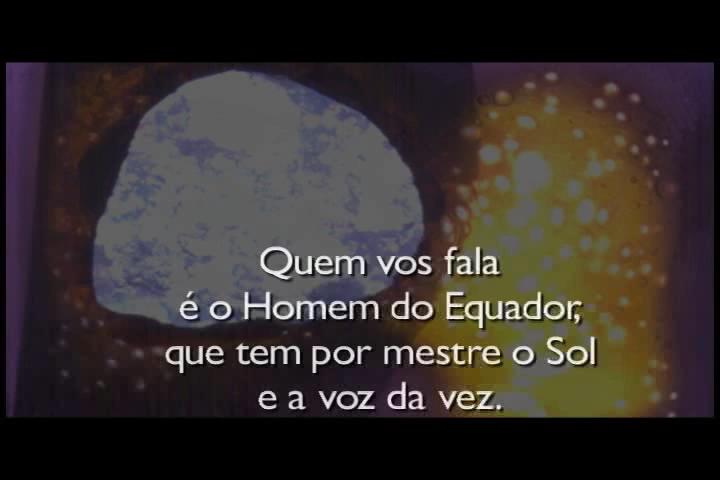 Quem vos fala
é o Homem do Equador,
que tem por mestre o Sol
e a voz da vez.